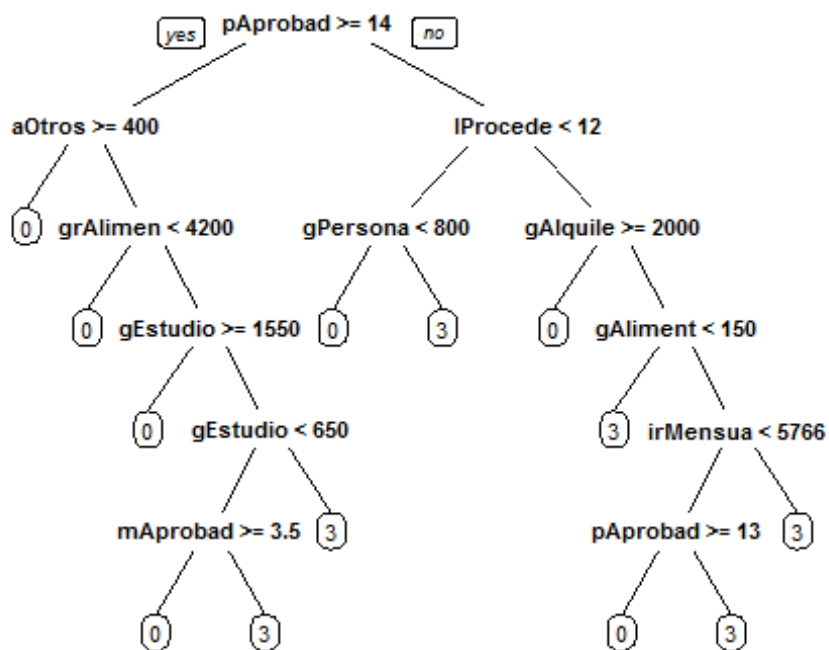 yes pAprobad >= 14 no
aOtros >= 400 lProcede < 12
0 grAlimen < 4200 gPersona < 800 gAlquile >= 2000
0 gEstudio >= 1550 0 3 0 gAliment < 150
0 gEstudio < 650 3 irMensua < 5766
mAprobad >= 3.5 3 pAprobad >= 13 3
0 3 0 3